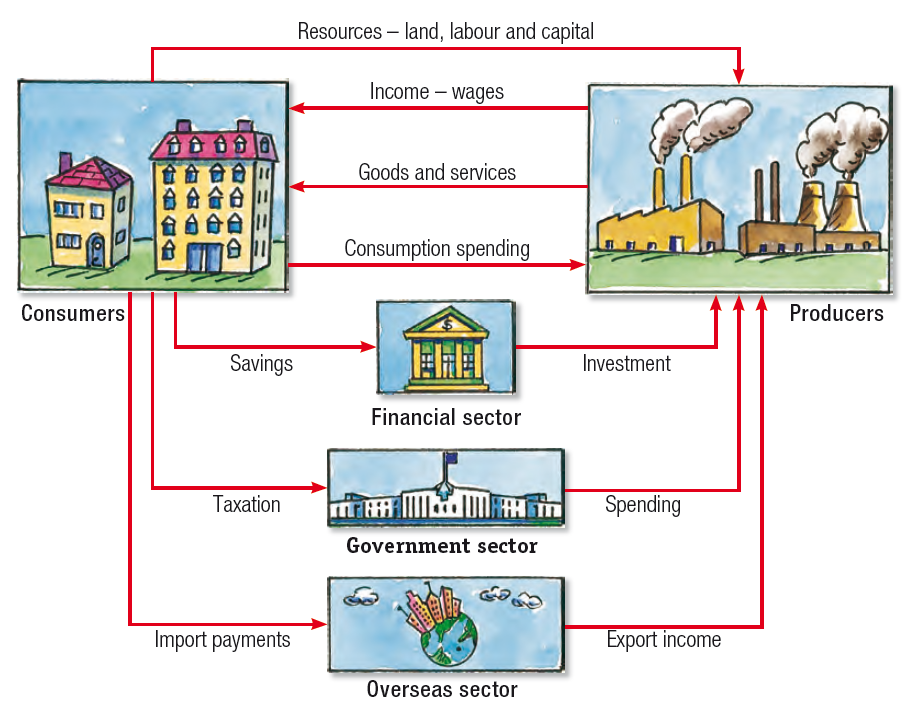 Resources – land, labour and capital
Income – wages
Goods and services
Consumption spending
Consumers
Producers
$
Savings
Investment
Financial sector
Taxation
Spending
Government sector
Import payments
Export income
Overseas sector